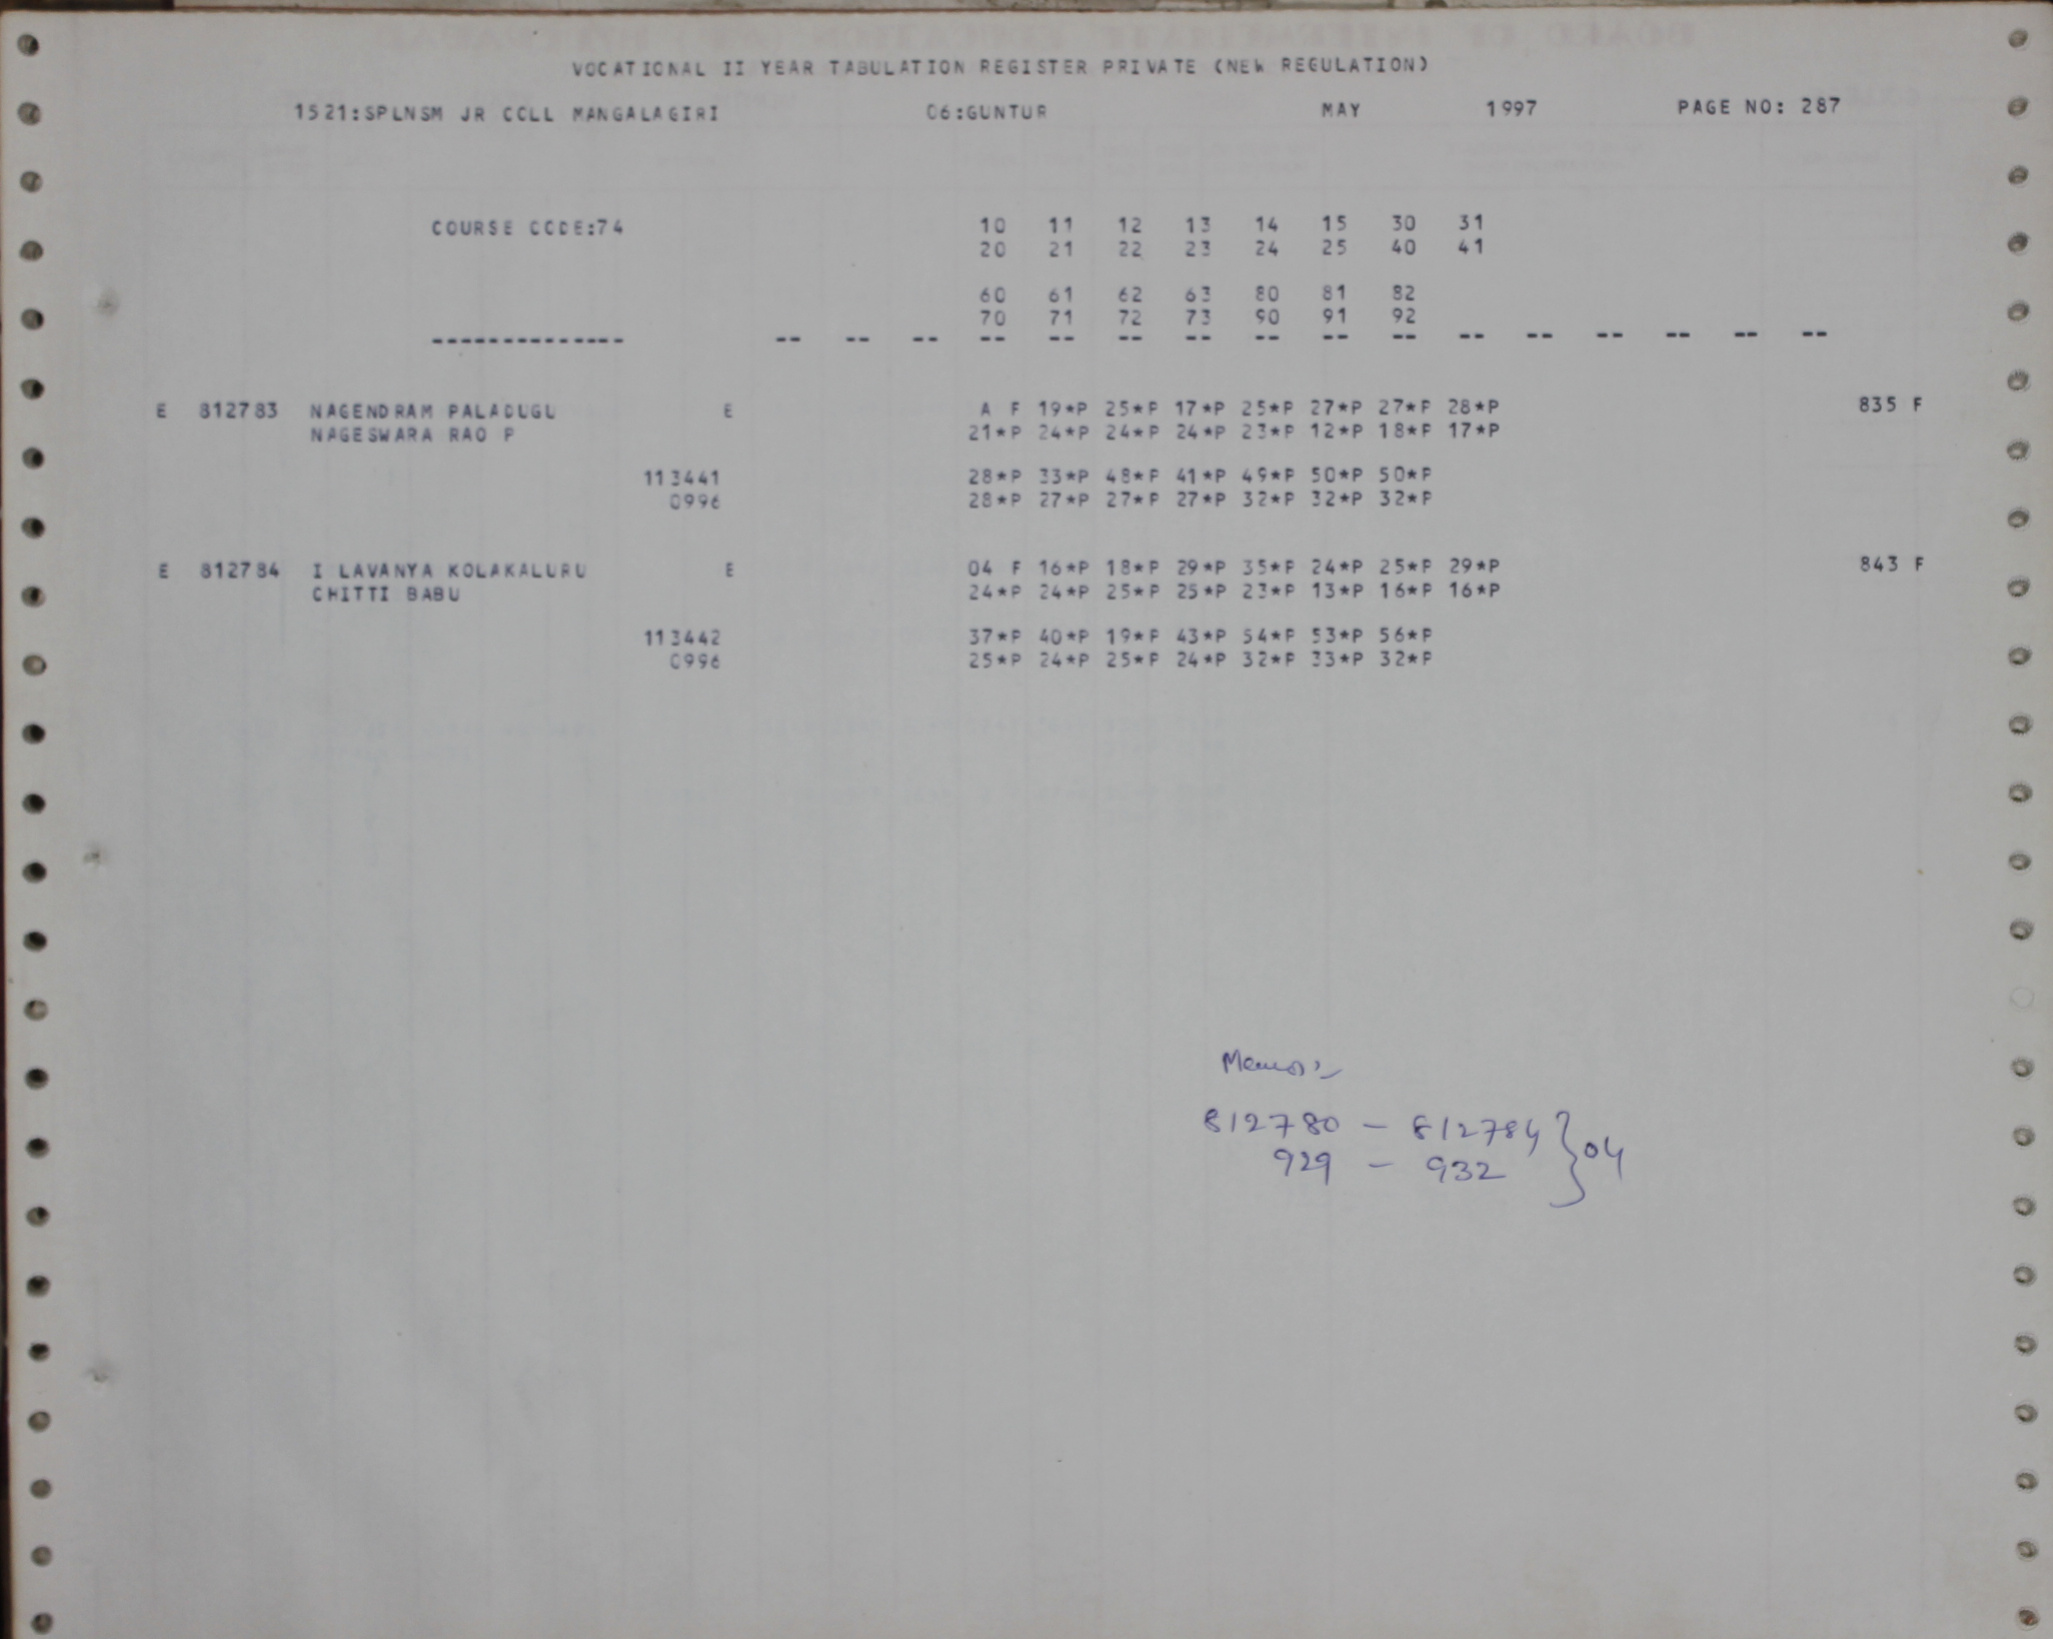 VOCATIONAL II YEAR TABULATION REGISTER PRIVATE (NEW REGULATION)
1521:SPLNSM JR COLL MANGALAGIRI 06:GUNTUR MAY 1997 PAGE NO: 287
COURSE CODE:74 10 11 12 13 14 15 30 31
20 21 22 23 24 25 40 41
60 61 62 63 80 81 82
70 71 72 73 90 91 92
-------------- -- -- -- -- -- -- -- -- -- -- -- -- -- -- -- --
E 812783 NAGENDRAM PALADUGU E A F 19*P 25*P 17*P 25*P 27*P 27*P 28*P 835 F
NAGESWARA RAO P 21*P 24*P 24*P 24*P 23*P 12*P 18*P 17*P
113441 28*P 33*P 48*P 41*P 49*P 50*P 50*P
0996 28*P 27*P 27*P 27*P 32*P 32*P 32*P
E 812784 I LAVANYA KOLAKALURU E 04 F 16*P 18*P 29*P 35*P 24*P 25*P 29*P 843 F
CHITTI BABU 24*P 24*P 25*P 25*P 23*P 13*P 16*P 16*P
113442 37*P 40*P 19*P 43*P 54*P 53*P 56*P
0996 25*P 24*P 25*P 24*P 32*P 33*P 32*P
812780 - 812784 } 04
929 - 932